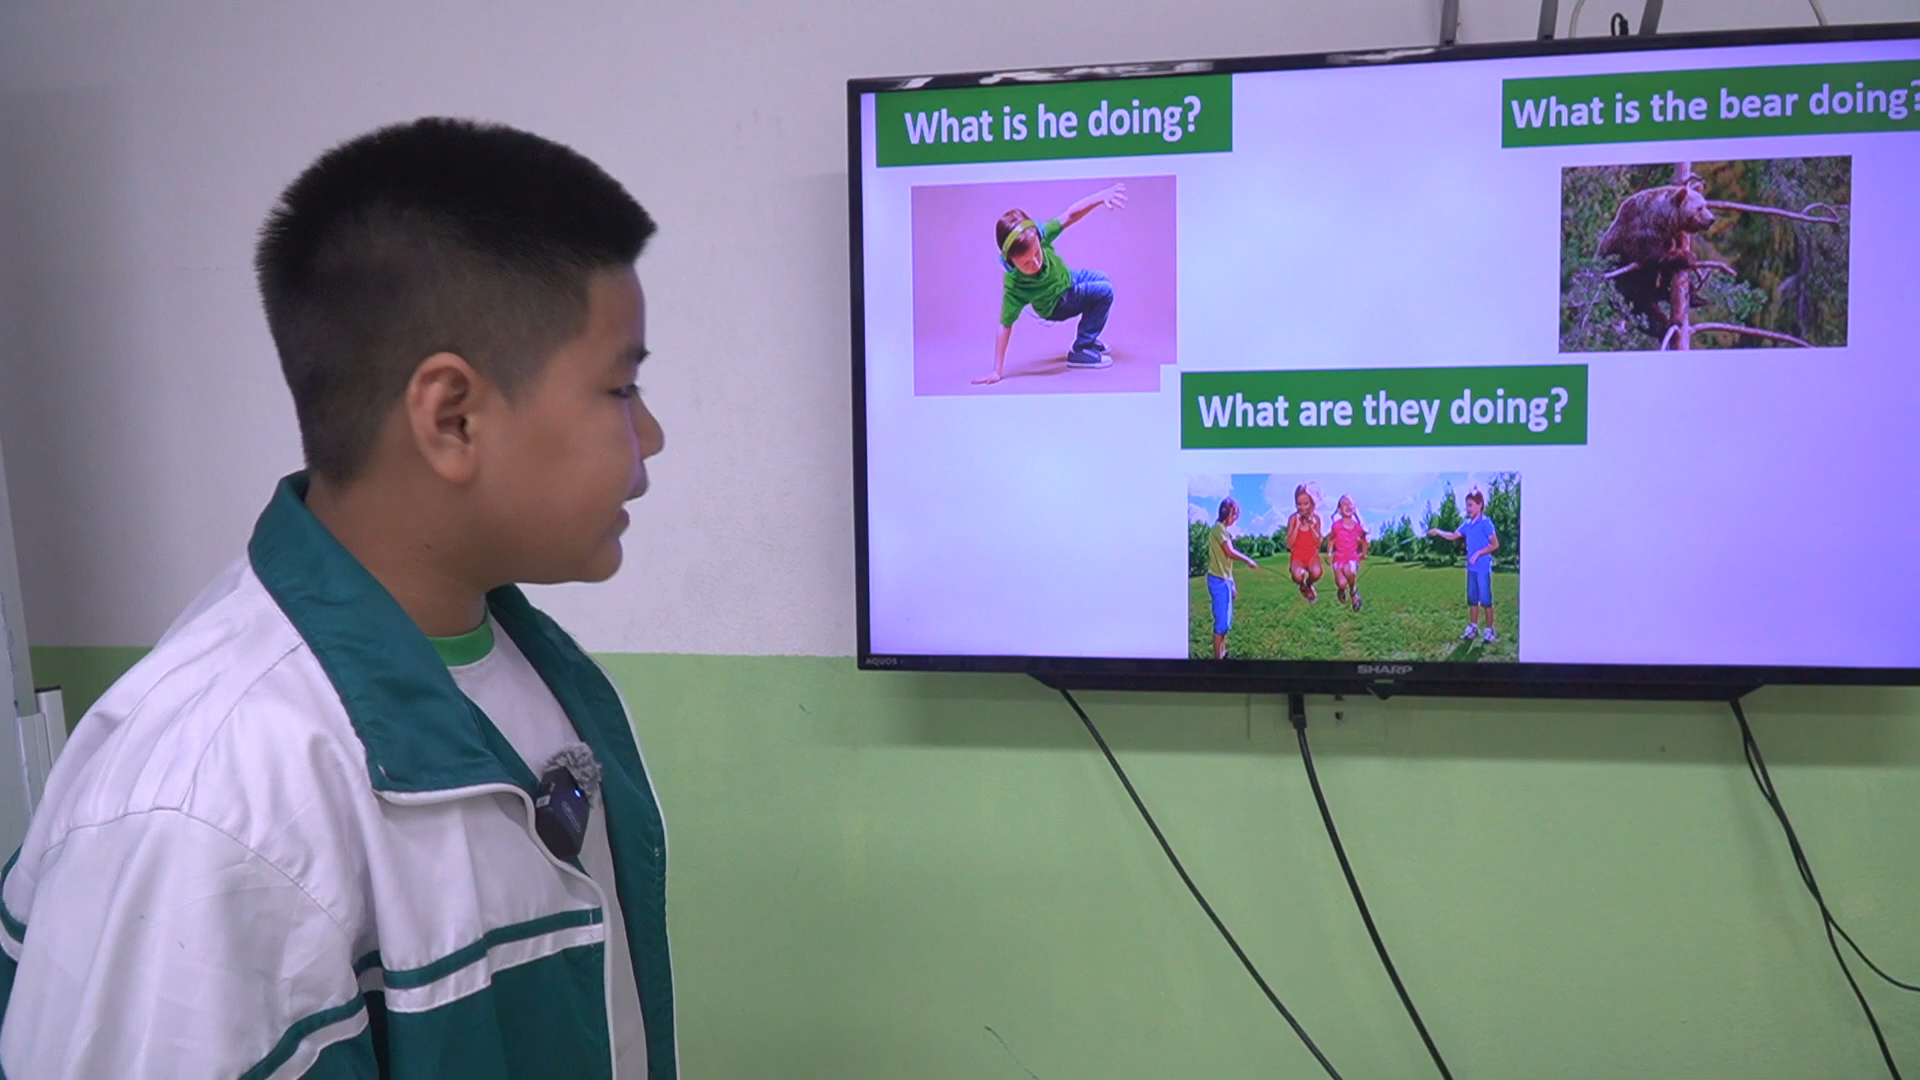 What is he doing?
What is the bear doing?
What are they doing?
AQUOS
SHARP